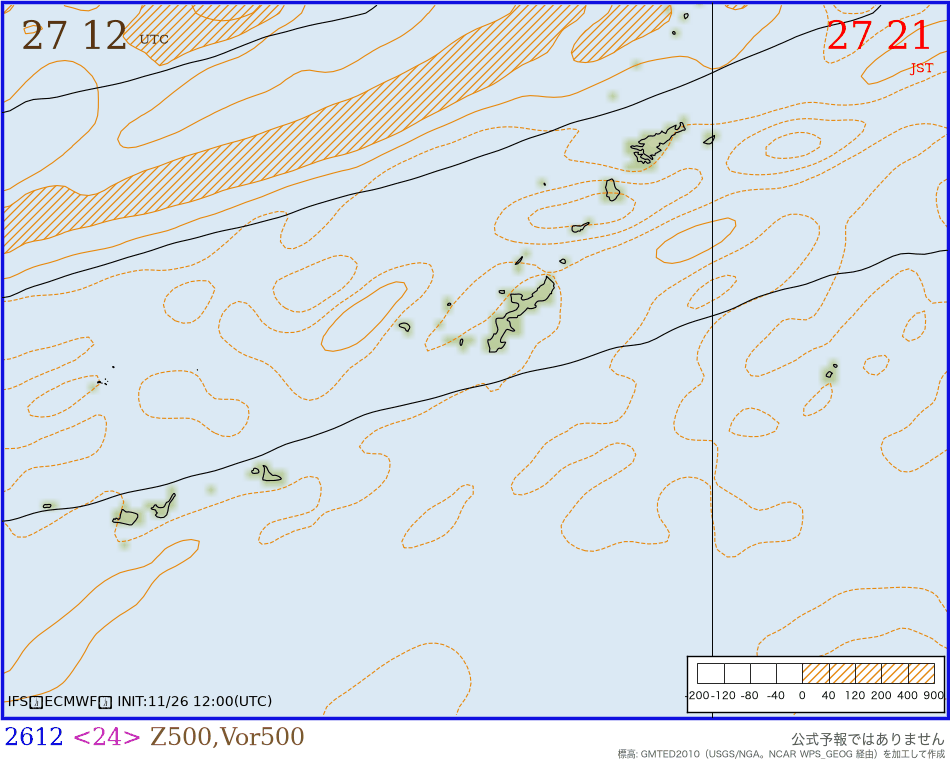 27 12 UTC
27 21
JST
-200 -120 -80 -40 0 40 120 200 400 900
IFS ECMWF INIT:11/26 12:00(UTC)
2612 <24> Z500,Vor500
公式予報ではありません
標高: GMTED2010（USGS/NGA。NCAR WPS_GEOG 経由）を加工して作成